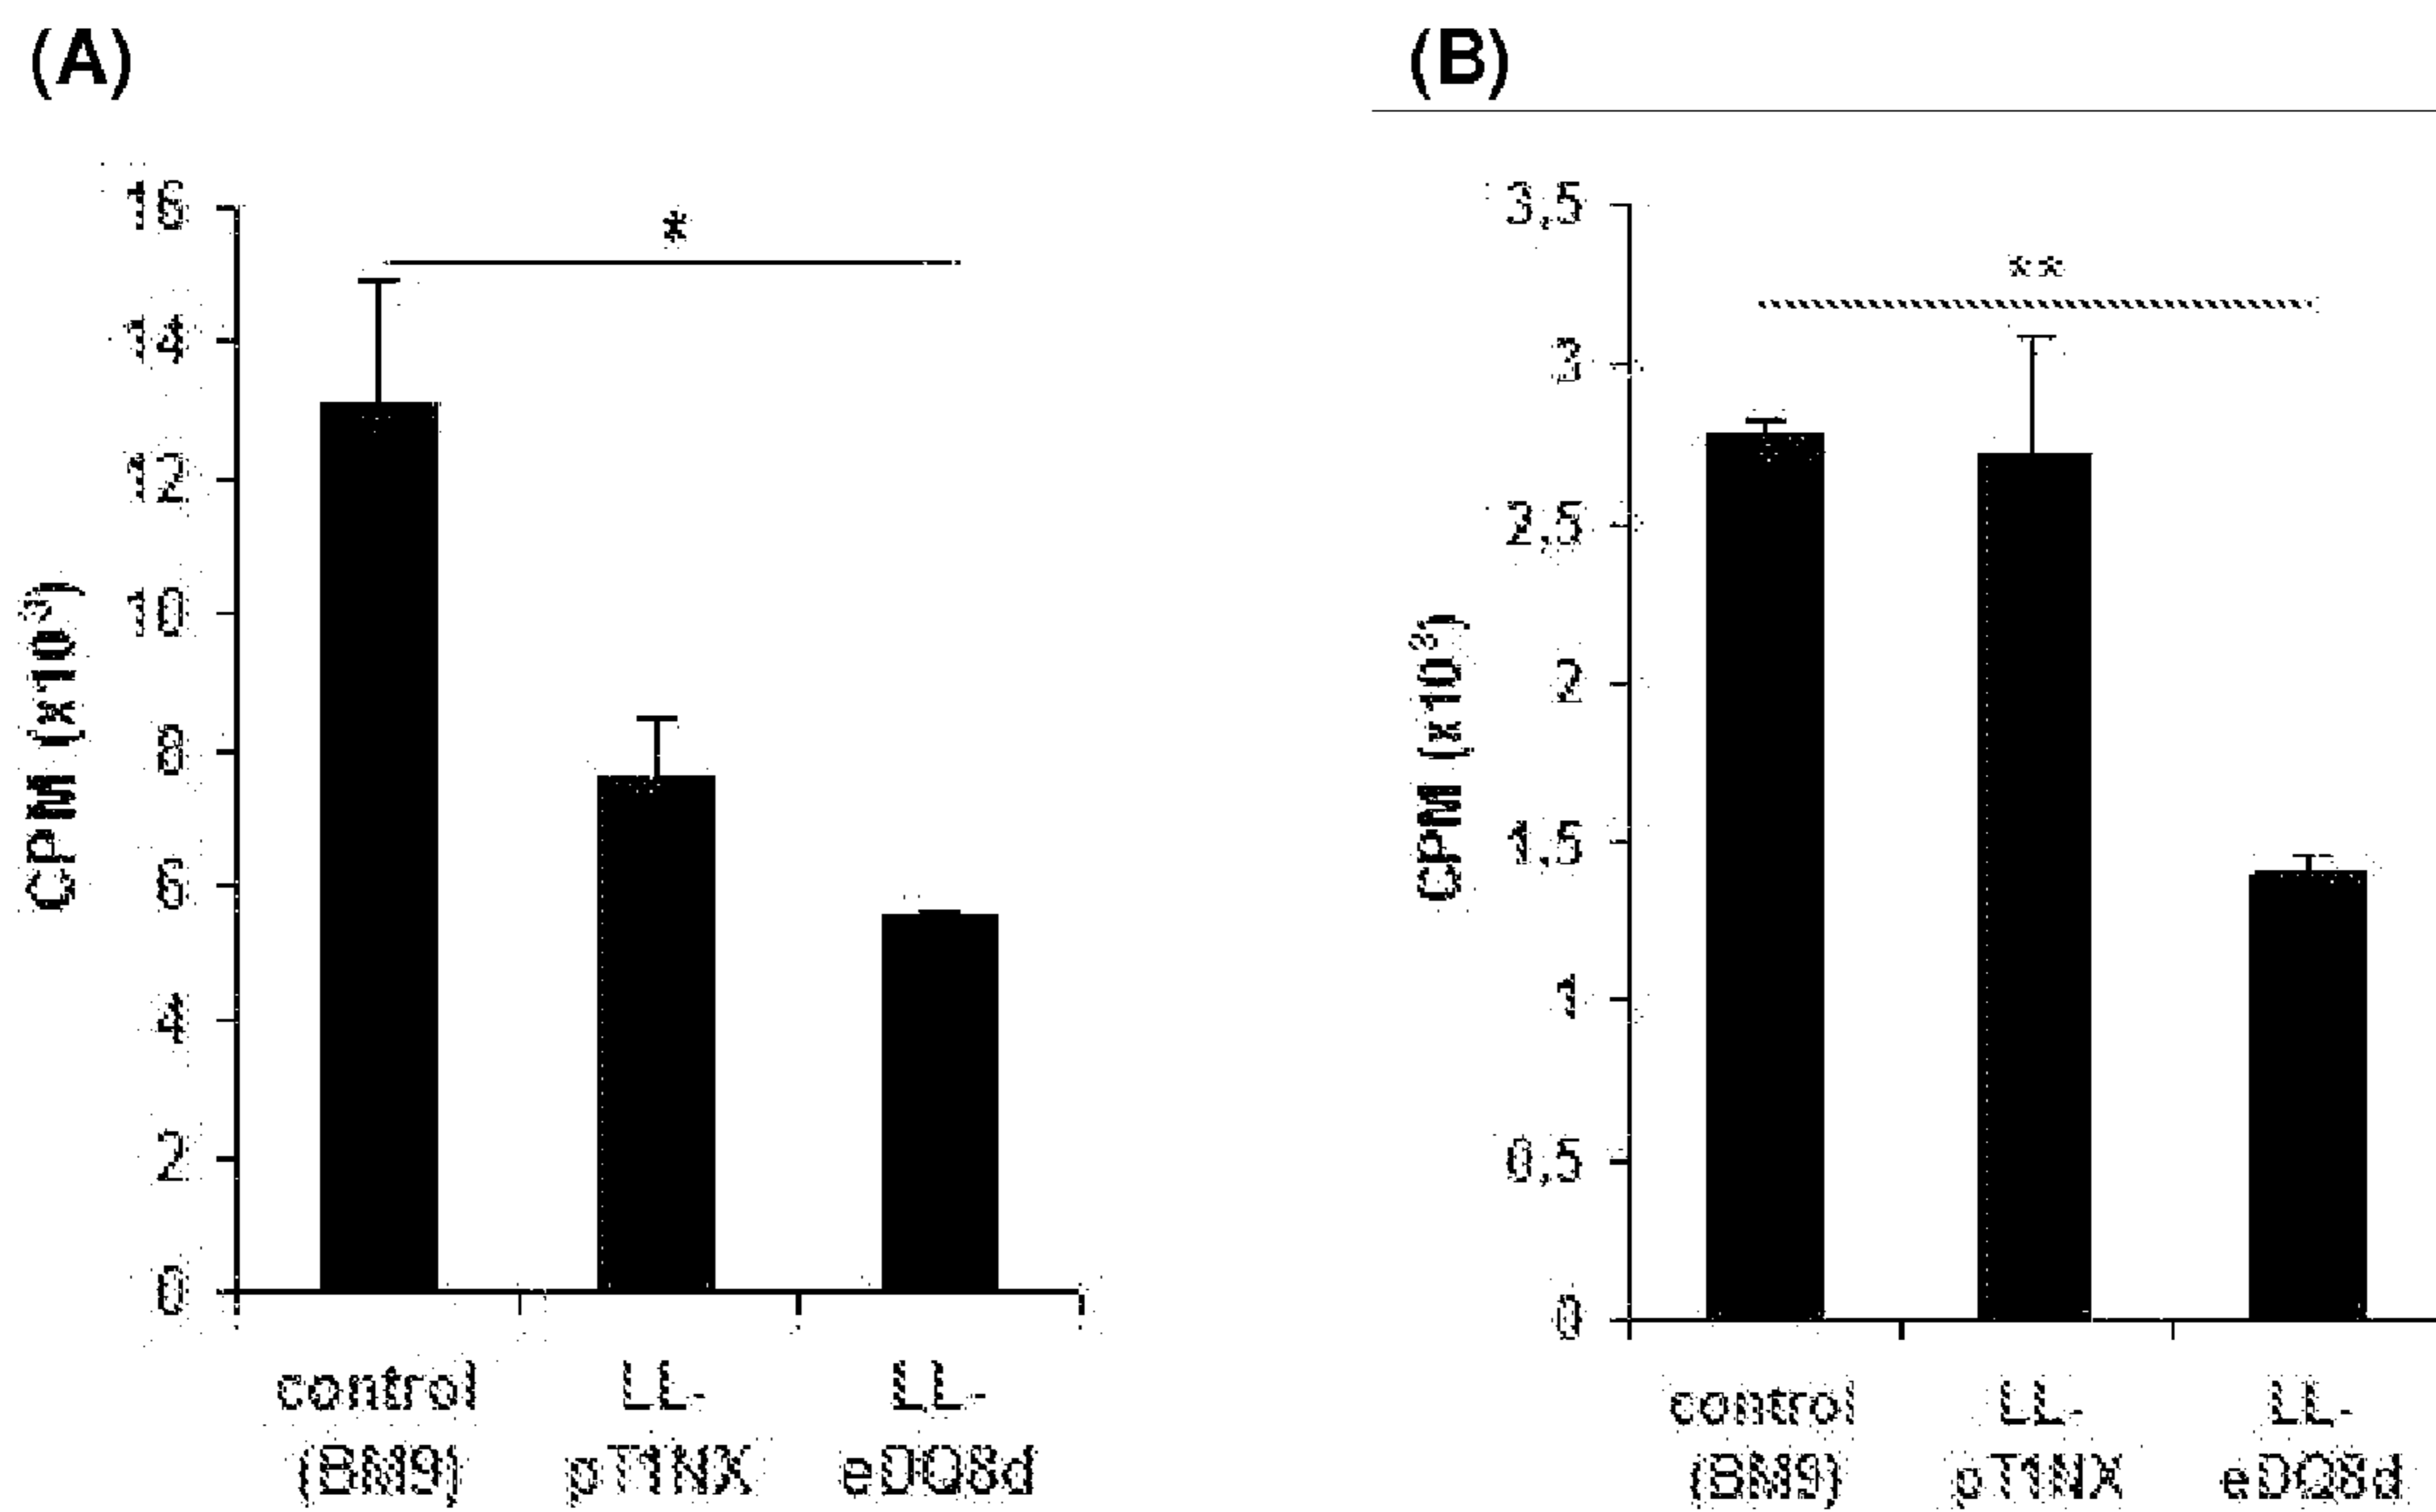 (A)
16
*
14
12
10
8
6
4
2
0
CPM (x10³)
control
(BM9)
LL-
pT1NX
LL-
eDQ8d
(B)
3,5
**
3
2,5
2
1,5
1
0,5
0
CPM (x10³)
control
(BM9)
LL-
pT1NX
LL-
eDQ8d